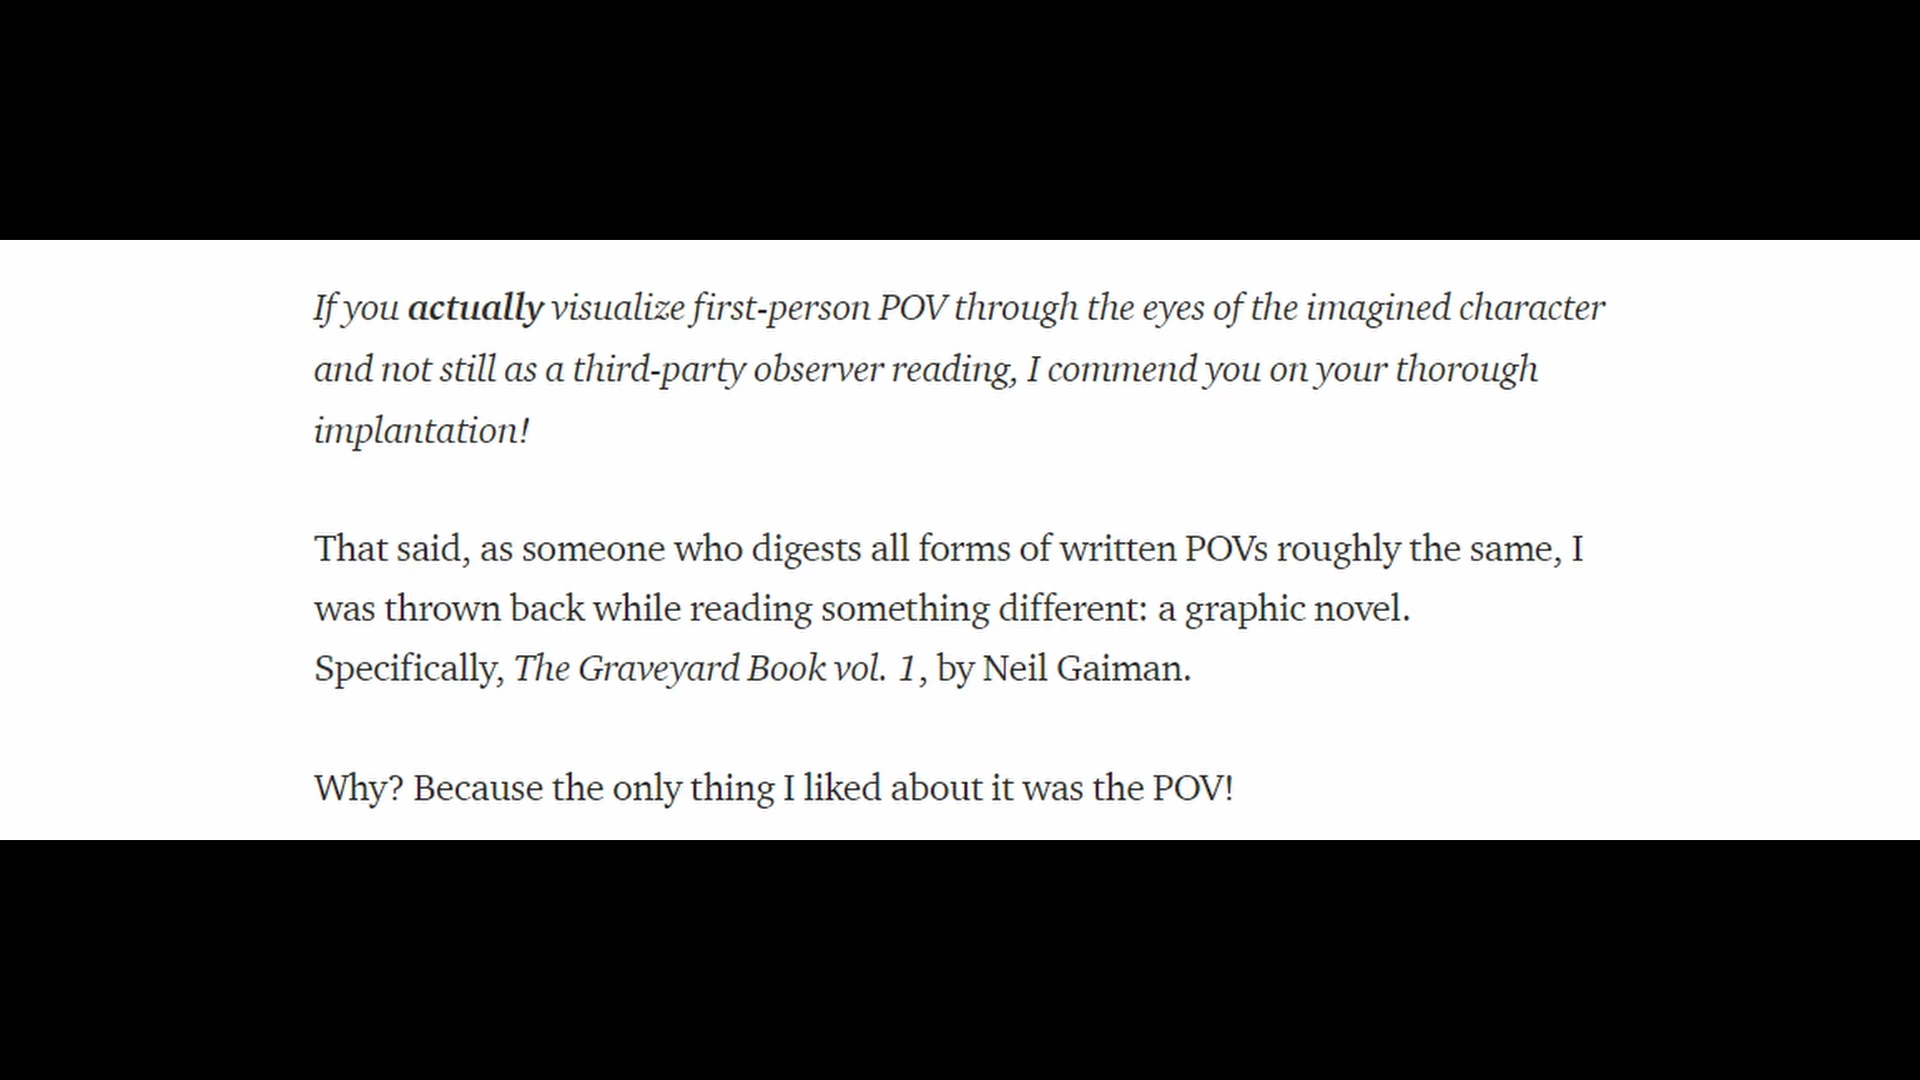 If you actually visualize first-person POV through the eyes of the imagined character
and not still as a third-party observer reading, I commend you on your thorough
implantation!
That said, as someone who digests all forms of written POVs roughly the same, I
was thrown back while reading something different: a graphic novel.
Specifically, The Graveyard Book vol. 1, by Neil Gaiman.
Why? Because the only thing I liked about it was the POV!